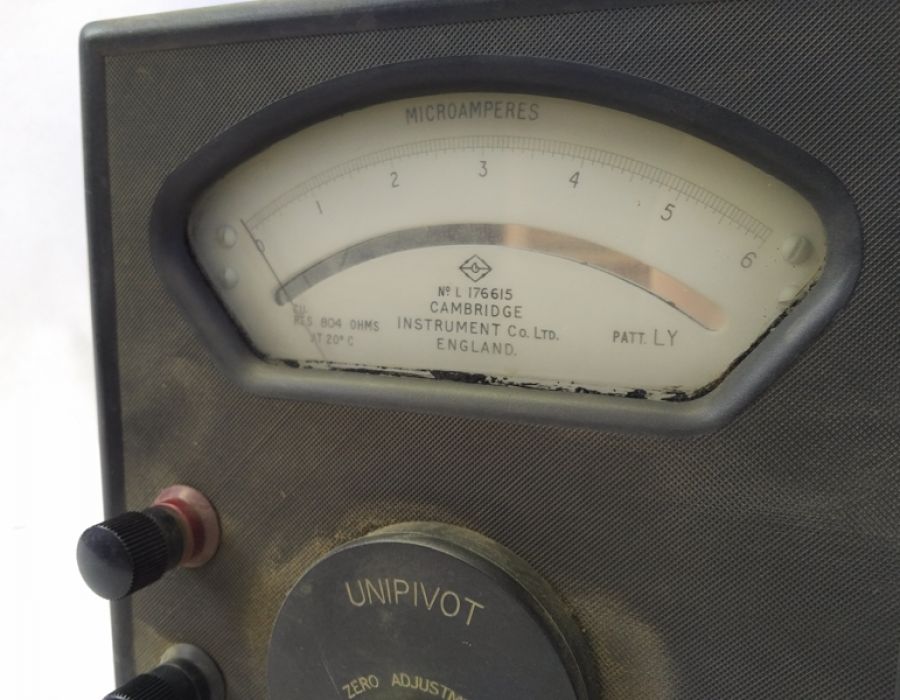 MICROAMPERES
0 1 2 3 4 5 6
Nº L 176615
CAMBRIDGE
INSTRUMENT Co. LTD.
ENGLAND.
RES 804 OHMS
AT 20° C
PATT. LY
UNIPIVOT
ZERO ADJUSTM